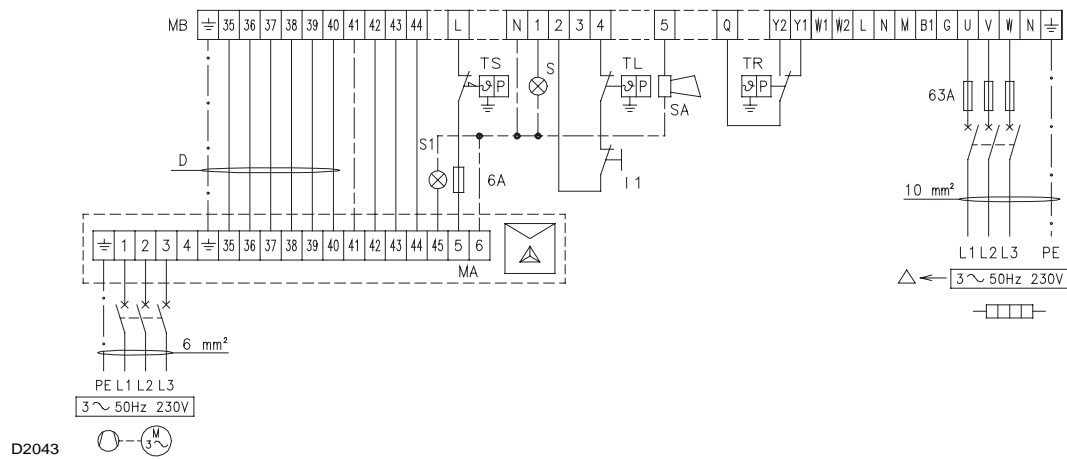 MB ⏚ 35 36 37 38 39 40 41 42 43 44 L N 1 2 3 4 5 Q Y2 Y1 W1 W2 L N M B1 G U V W N ⏚
TS S TL TR
ϑ P ϑ P ϑ P
SA
63A
S1
D
6A
I1
10 mm²
⏚ 1 2 3 4 ⏚ 35 36 37 38 39 40 41 42 43 44 45 5 6
MA
L1 L2 L3 PE
3~ 50Hz 230V
6 mm²
PE L1 L2 L3
3~ 50Hz 230V
M
3~
D2043